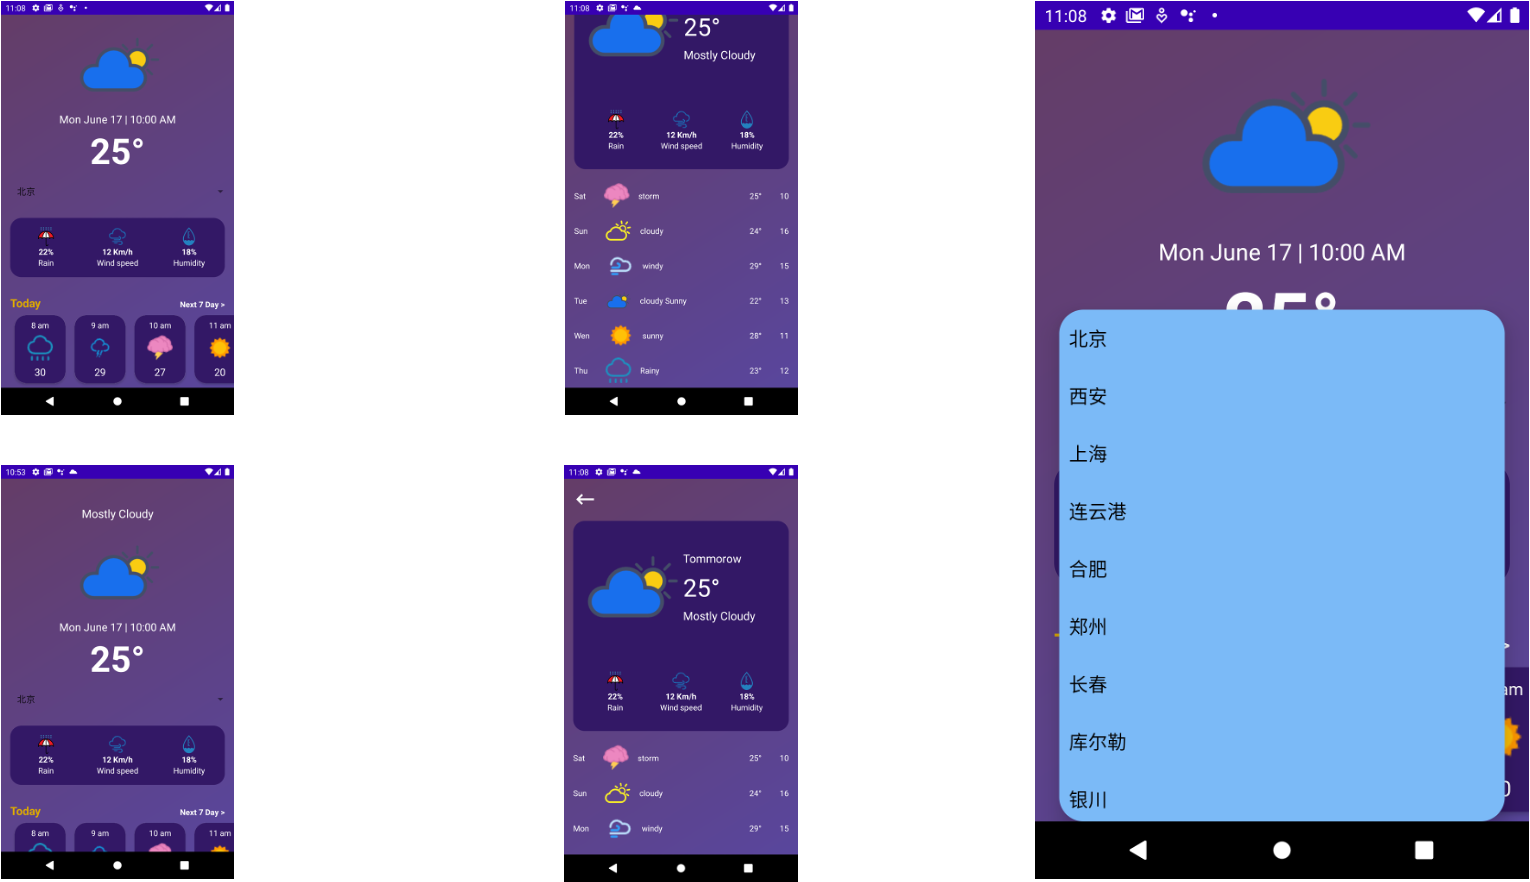 11:08
Mon June 17 | 10:00 AM
25°
北京
22%
Rain
12 Km/h
Wind speed
18%
Humidity
Today
Next 7 Day >
8 am
9 am
10 am
11 am
30
29
27
20
11:08
25°
Mostly Cloudy
22%
Rain
12 Km/h
Wind speed
18%
Humidity
Sat storm 25° 10
Sun cloudy 24° 16
Mon windy 29° 15
Tue cloudy Sunny 22° 13
Wen sunny 28° 11
Thu Rainy 23° 12
10:53
Mostly Cloudy
Mon June 17 | 10:00 AM
25°
北京
22%
Rain
12 Km/h
Wind speed
18%
Humidity
Today
Next 7 Day >
8 am
9 am
10 am
11 am
11:08
Tommorow
25°
Mostly Cloudy
22%
Rain
12 Km/h
Wind speed
18%
Humidity
Sat storm 25° 10
Sun cloudy 24° 16
Mon windy 29° 15
11:08
Mon June 17 | 10:00 AM
25°
北京
西安
上海
连云港
合肥
郑州
长春
库尔勒
银川
am